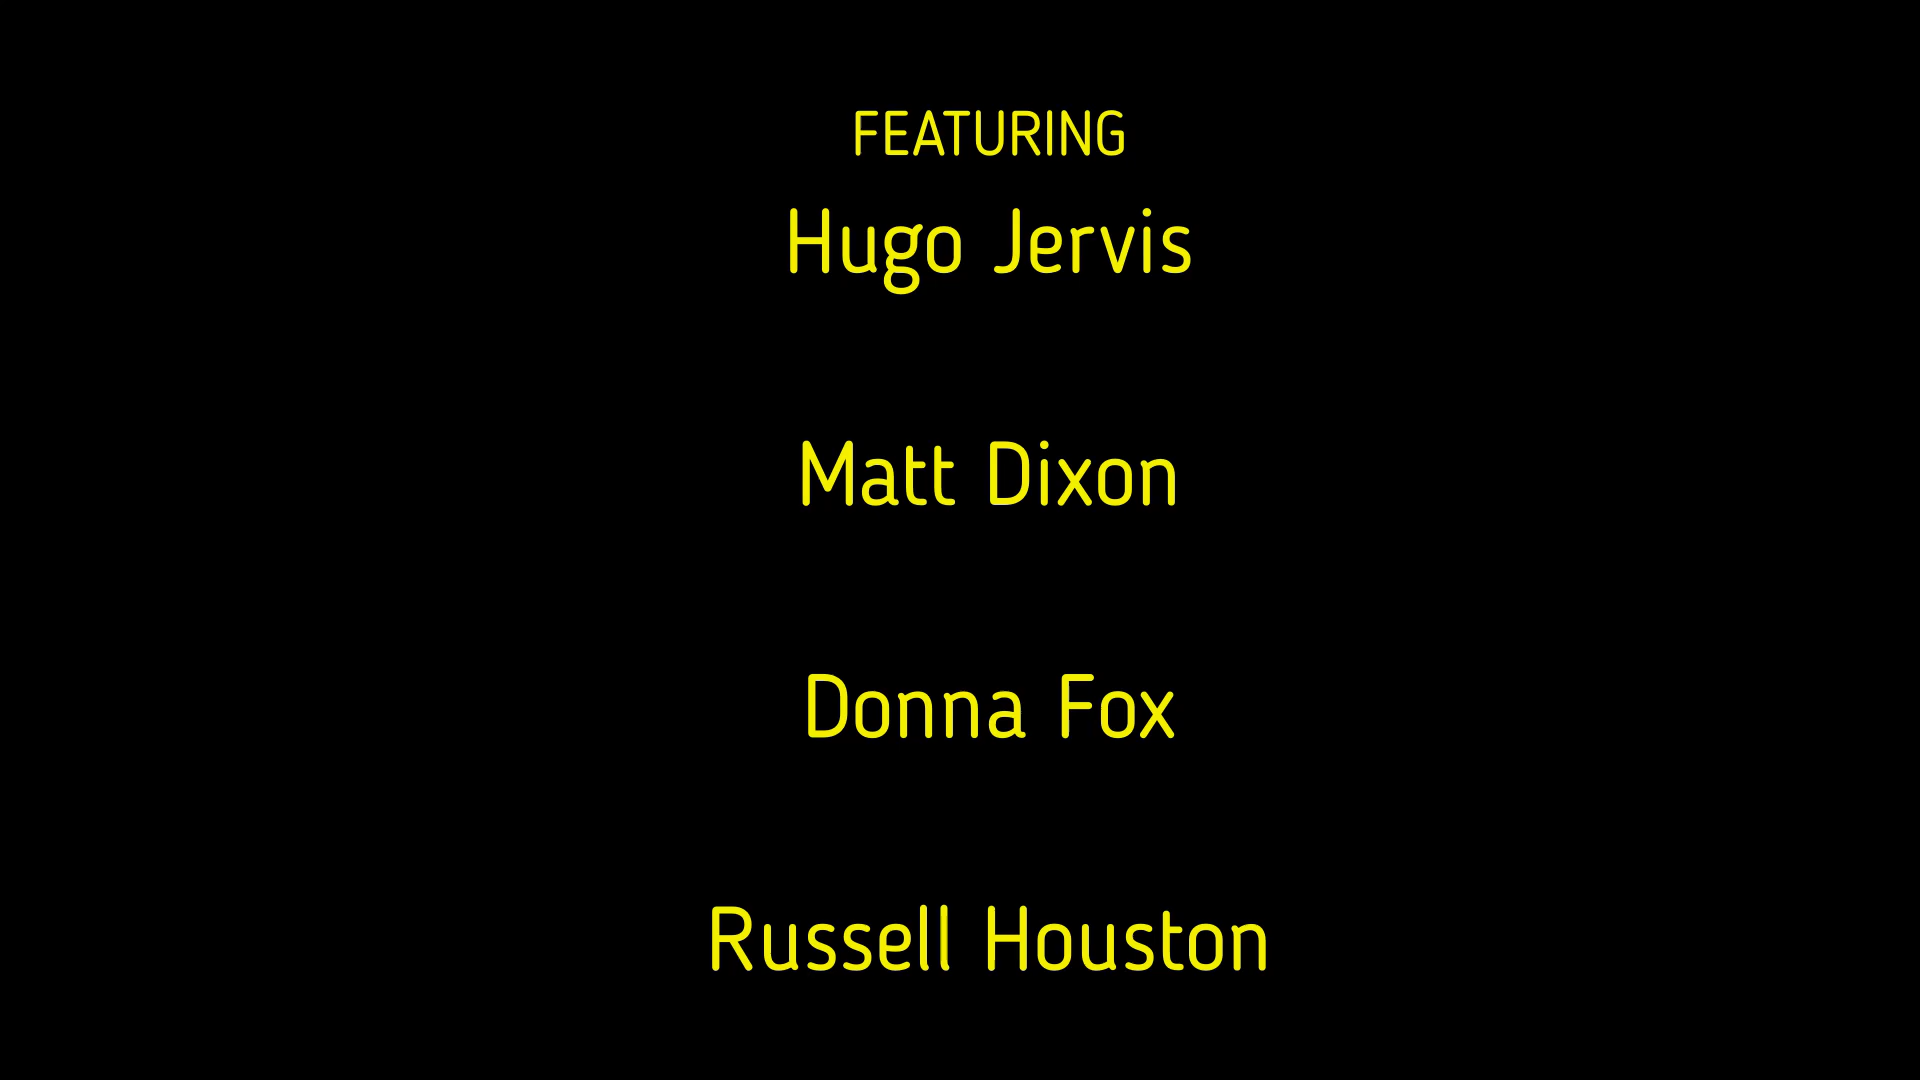 FEATURING
Hugo Jervis
Matt Dixon
Donna Fox
Russell Houston